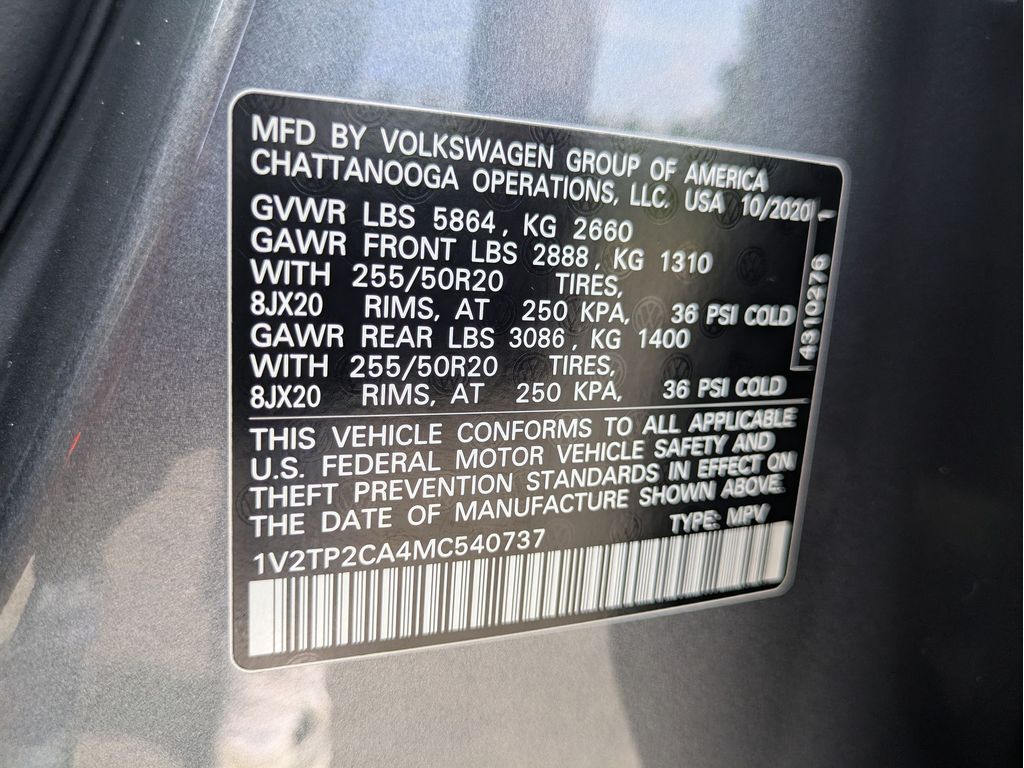 MFD BY VOLKSWAGEN GROUP OF AMERICA
CHATTANOOGA OPERATIONS, LLC. USA 10/2020 1
GVWR LBS 5864, KG 2660
GAWR FRONT LBS 2888, KG 1310
WITH 255/50R20 TIRES,
8JX20 RIMS, AT 250 KPA, 36 PSI COLD
GAWR REAR LBS 3086, KG 1400
WITH 255/50R20 TIRES,
8JX20 RIMS, AT 250 KPA, 36 PSI COLD
4310276
THIS VEHICLE CONFORMS TO ALL APPLICABLE
U.S. FEDERAL MOTOR VEHICLE SAFETY AND
THEFT PREVENTION STANDARDS IN EFFECT ON
THE DATE OF MANUFACTURE SHOWN ABOVE.
1V2TP2CA4MC540737 TYPE: MPV